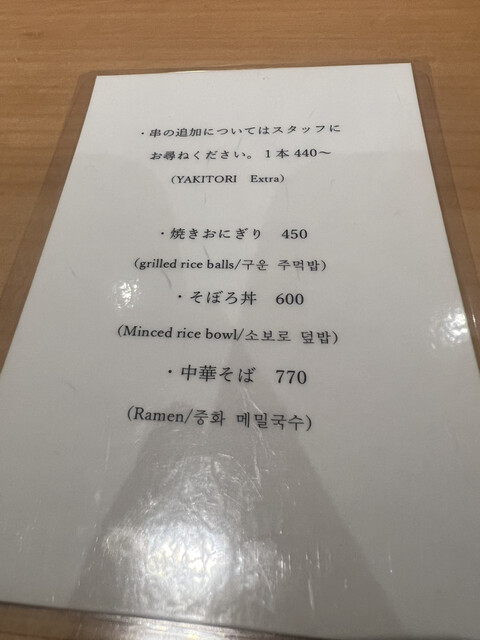 ・串の追加についてはスタッフに
お尋ねください。1本 440～
(YAKITORI Extra)
・焼きおにぎり 450
(grilled rice balls/구운 주먹밥)
・そぼろ丼 600
(Minced rice bowl/소보로 덮밥)
・中華そば 770
(Ramen/중화 메밀국수)